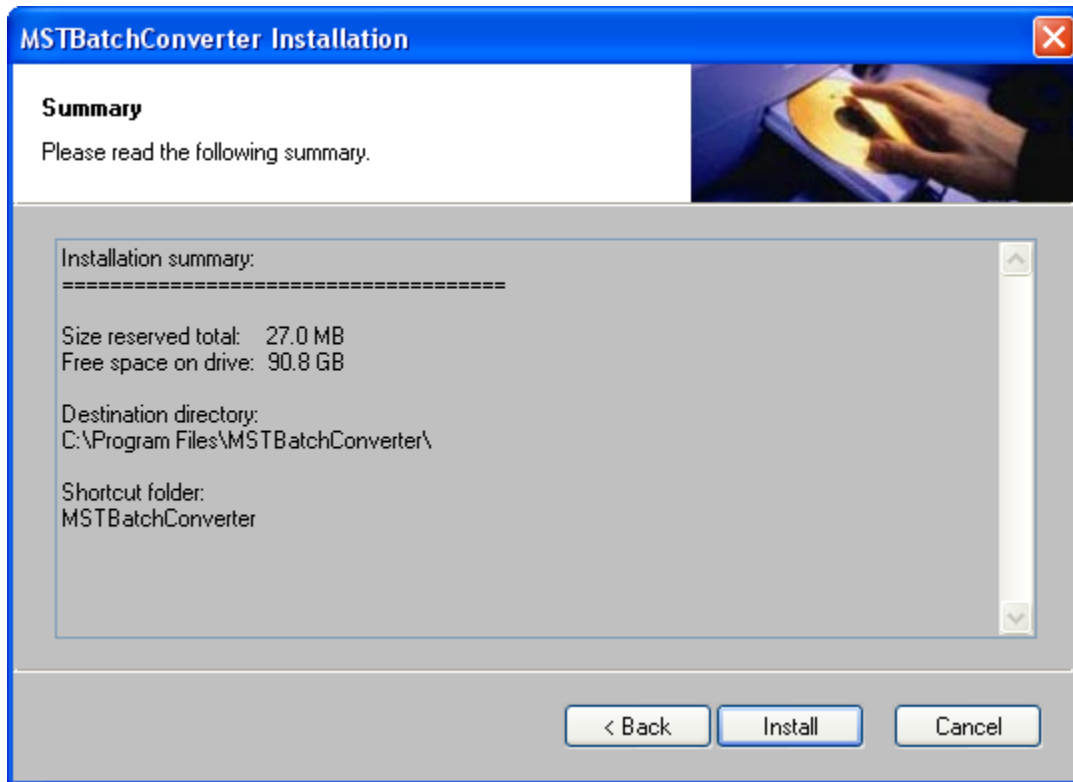 MSTBatchConverter Installation
Summary
Please read the following summary.
Installation summary:
=====================================
Size reserved total: 27.0 MB
Free space on drive: 90.8 GB
Destination directory:
C:\Program Files\MSTBatchConverter\
Shortcut folder:
MSTBatchConverter
< Back Install Cancel